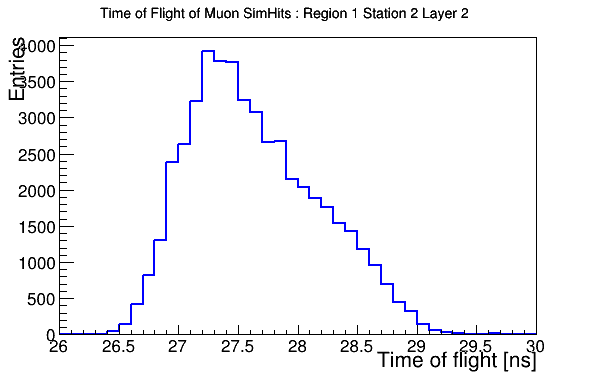 Time of Flight of Muon SimHits : Region 1 Station 2 Layer 2
Entries
4000
3500
3000
2500
2000
1500
1000
500
0
26 26.5 27 27.5 28 28.5 29 29.5 30
Time of flight [ns]